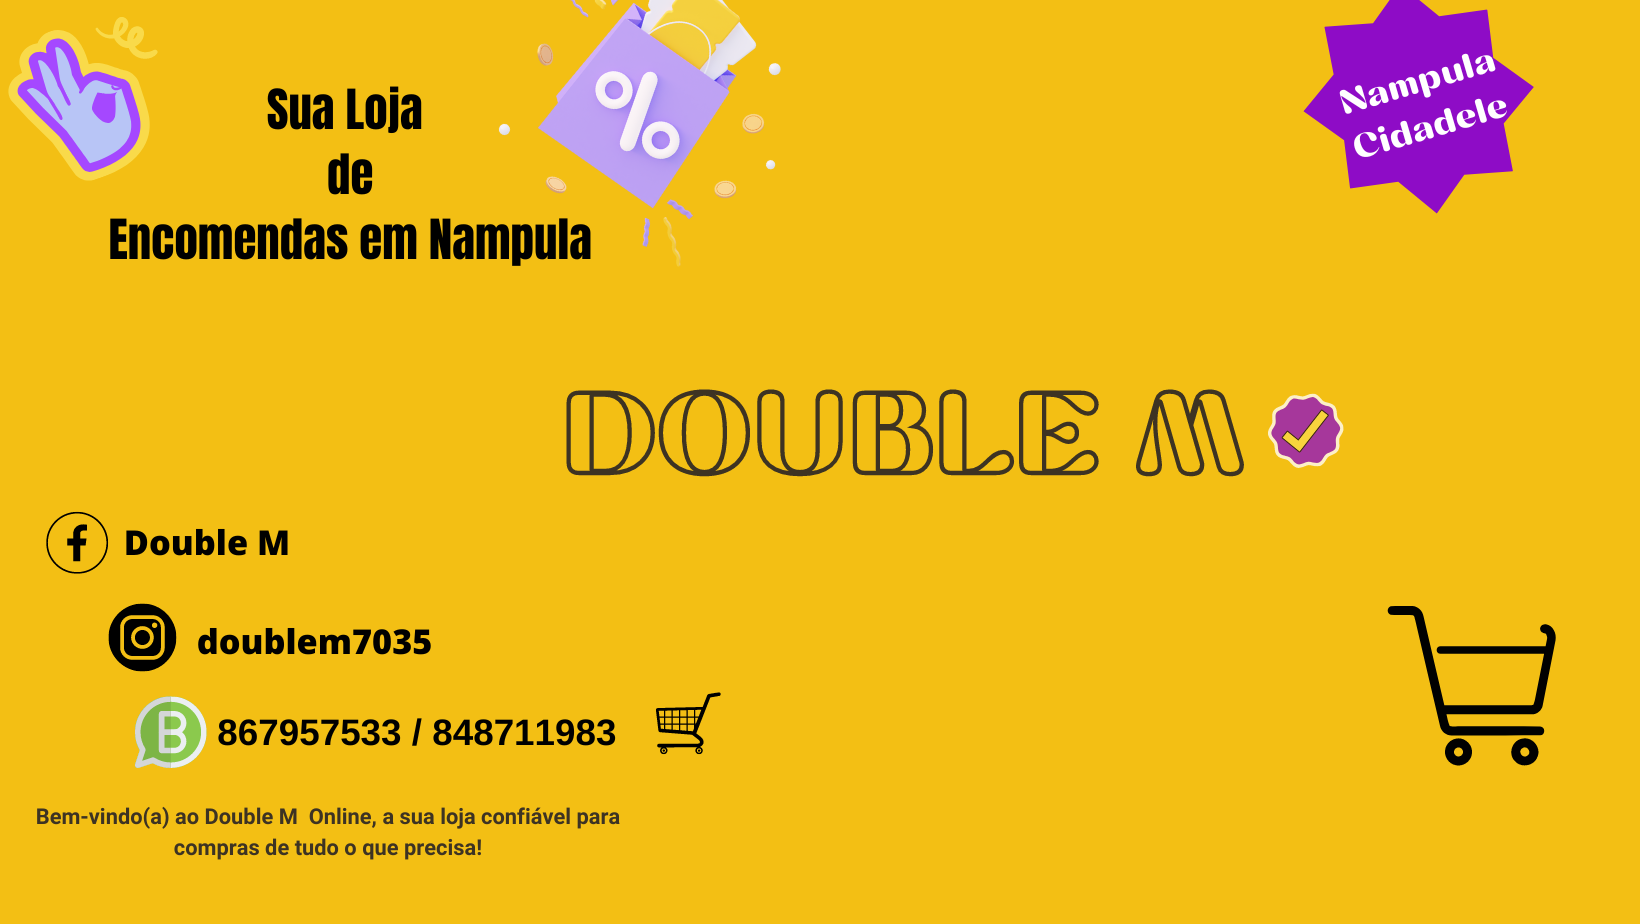 Sua Loja
de
Encomendas em Nampula
%
Nampula
Cidadele
DOUBLE M
Double M
doublem7035
B 867957533 / 848711983
Bem-vindo(a) ao Double M Online, a sua loja confiável para
compras de tudo o que precisa!